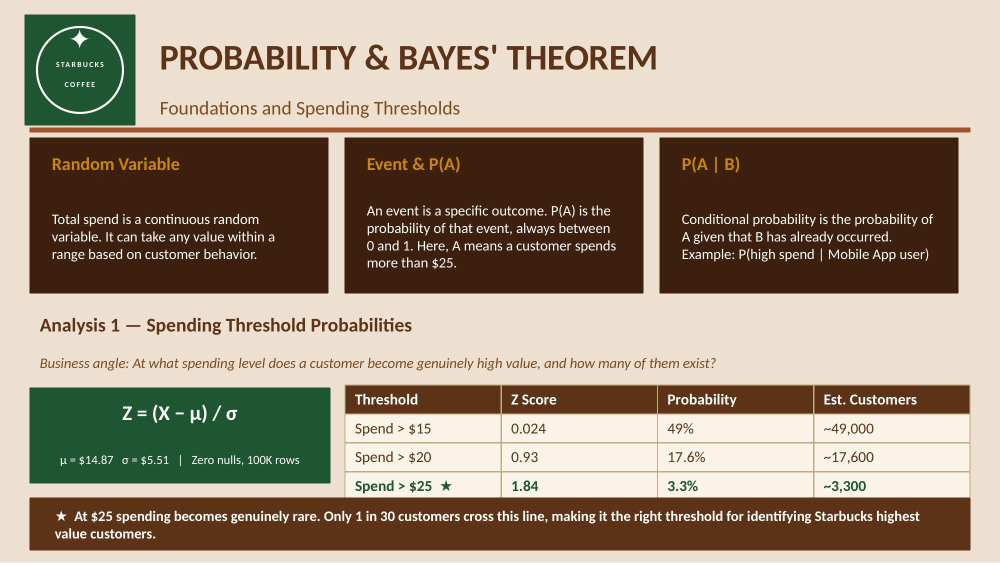 ✦
STARBUCKS
COFFEE
PROBABILITY & BAYES' THEOREM
Foundations and Spending Thresholds
Random Variable
Total spend is a continuous random
variable. It can take any value within a
range based on customer behavior.
Event & P(A)
An event is a specific outcome. P(A) is the
probability of that event, always between
0 and 1. Here, A means a customer spends
more than $25.
P(A | B)
Conditional probability is the probability of
A given that B has already occurred.
Example: P(high spend | Mobile App user)
Analysis 1 — Spending Threshold Probabilities
Business angle: At what spending level does a customer become genuinely high value, and how many of them exist?
Z = (X − μ) / σ
μ = $14.87 σ = $5.51 | Zero nulls, 100K rows
Threshold Z Score Probability Est. Customers
Spend > $15 0.024 49% ~49,000
Spend > $20 0.93 17.6% ~17,600
Spend > $25 ★ 1.84 3.3% ~3,300
★ At $25 spending becomes genuinely rare. Only 1 in 30 customers cross this line, making it the right threshold for identifying Starbucks highest
value customers.